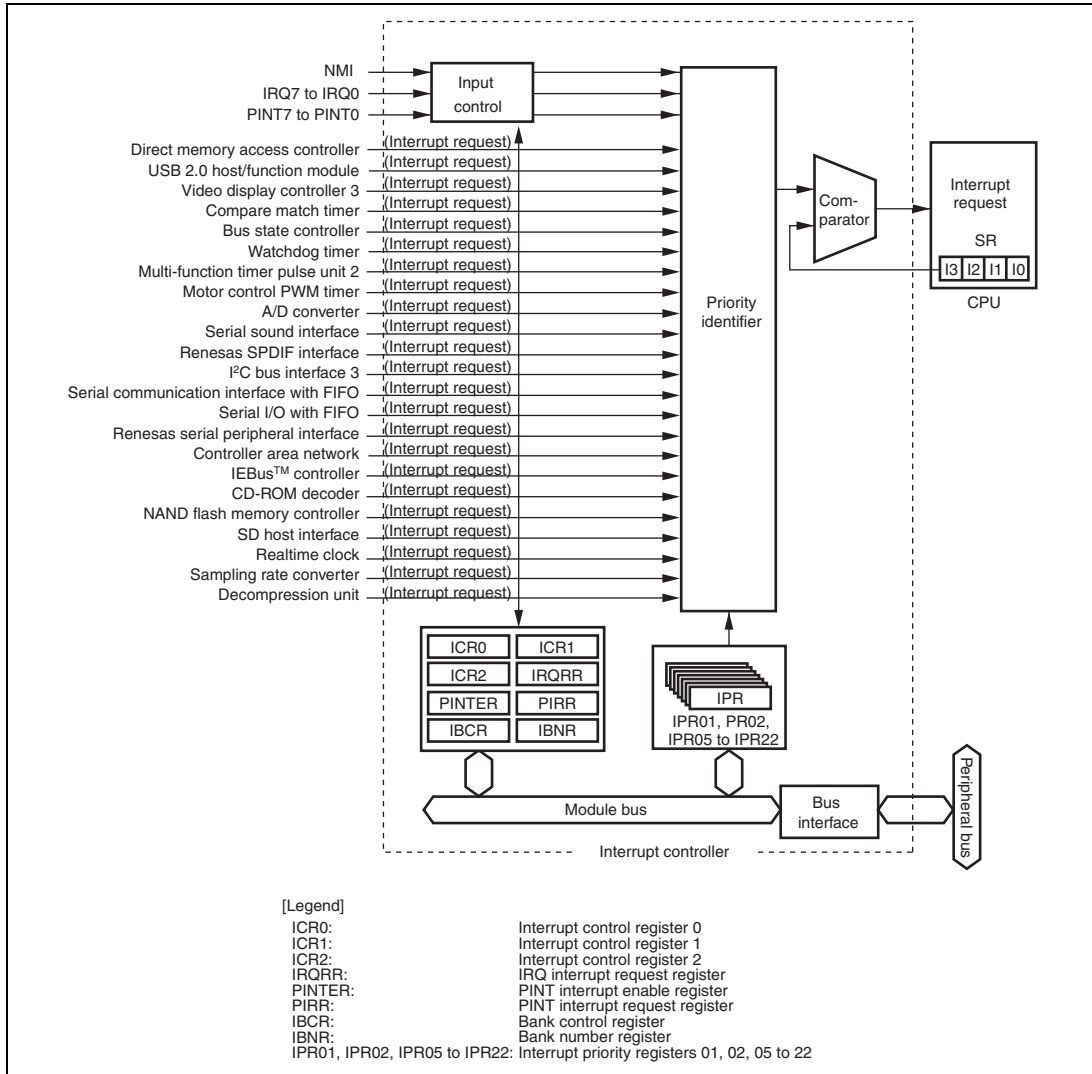 NMI
IRQ7 to IRQ0
PINT7 to PINT0
Input
control
Direct memory access controller (Interrupt request)
USB 2.0 host/function module (Interrupt request)
Video display controller 3 (Interrupt request)
Compare match timer (Interrupt request)
Bus state controller (Interrupt request)
Watchdog timer (Interrupt request)
Multi-function timer pulse unit 2 (Interrupt request)
Motor control PWM timer (Interrupt request)
A/D converter (Interrupt request)
Serial sound interface (Interrupt request)
Renesas SPDIF interface (Interrupt request)
I²C bus interface 3 (Interrupt request)
Serial communication interface with FIFO (Interrupt request)
Serial I/O with FIFO (Interrupt request)
Renesas serial peripheral interface (Interrupt request)
Controller area network (Interrupt request)
IEBus™ controller (Interrupt request)
CD-ROM decoder (Interrupt request)
NAND flash memory controller (Interrupt request)
SD host interface (Interrupt request)
Realtime clock (Interrupt request)
Sampling rate converter (Interrupt request)
Decompression unit (Interrupt request)
Priority
identifier
Com-
parator
Interrupt
request
SR
I3 I2 I1 I0
CPU
ICR0 ICR1
ICR2 IRQRR
PINTER PIRR
IBCR IBNR
IPR
IPR01, PR02,
IPR05 to IPR22
Module bus
Bus
interface
Peripheral bus
Interrupt controller
[Legend]
ICR0: Interrupt control register 0
ICR1: Interrupt control register 1
ICR2: Interrupt control register 2
IRQRR: IRQ interrupt request register
PINTER: PINT interrupt enable register
PIRR: PINT interrupt request register
IBCR: Bank control register
IBNR: Bank number register
IPR01, IPR02, IPR05 to IPR22: Interrupt priority registers 01, 02, 05 to 22